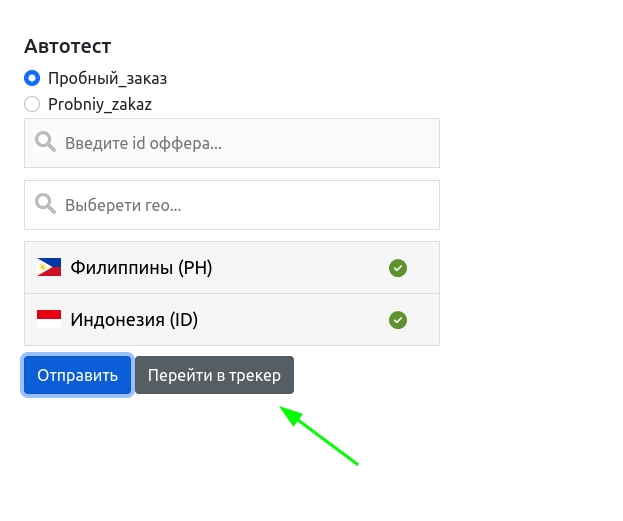 Автотест
Пробный_заказ
Probniy_zakaz
Введите id оффера...
Выберети гео...
Филиппины (PH)
Индонезия (ID)
Отправить Перейти в трекер